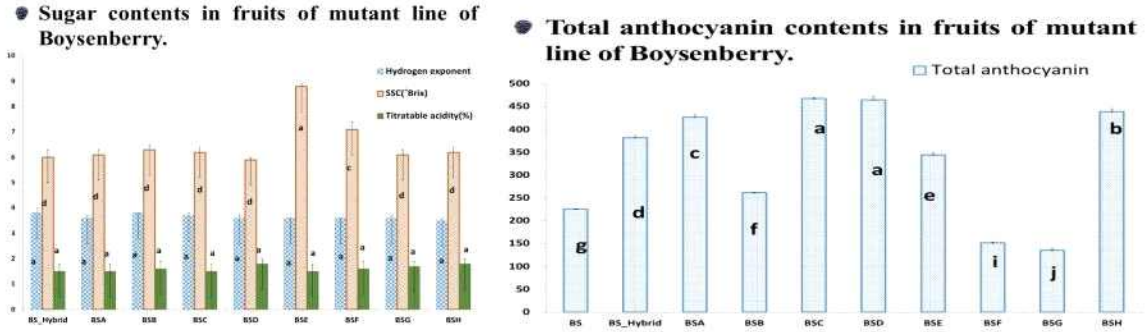 Sugar contents in fruits of mutant line of
Boysenberry.
10
9
8
7
6
5
4
3
2
1
0
Hydrogen exponent
SSC(°Brix)
Titratable acidity(%)
a d a
a d a
a d a
a d a
a d a
a a a
a c a
a d a
a d a
BS_Hybrid BSA BSB BSC BSD BSE BSF BSG BSH
Total anthocyanin contents in fruits of mutant
line of Boysenberry.
Total anthocyanin
500
450
400
350
300
250
200
150
100
50
0
g d c f a a e i j b
BS BS_Hybrid BSA BSB BSC BSD BSE BSF BSG BSH